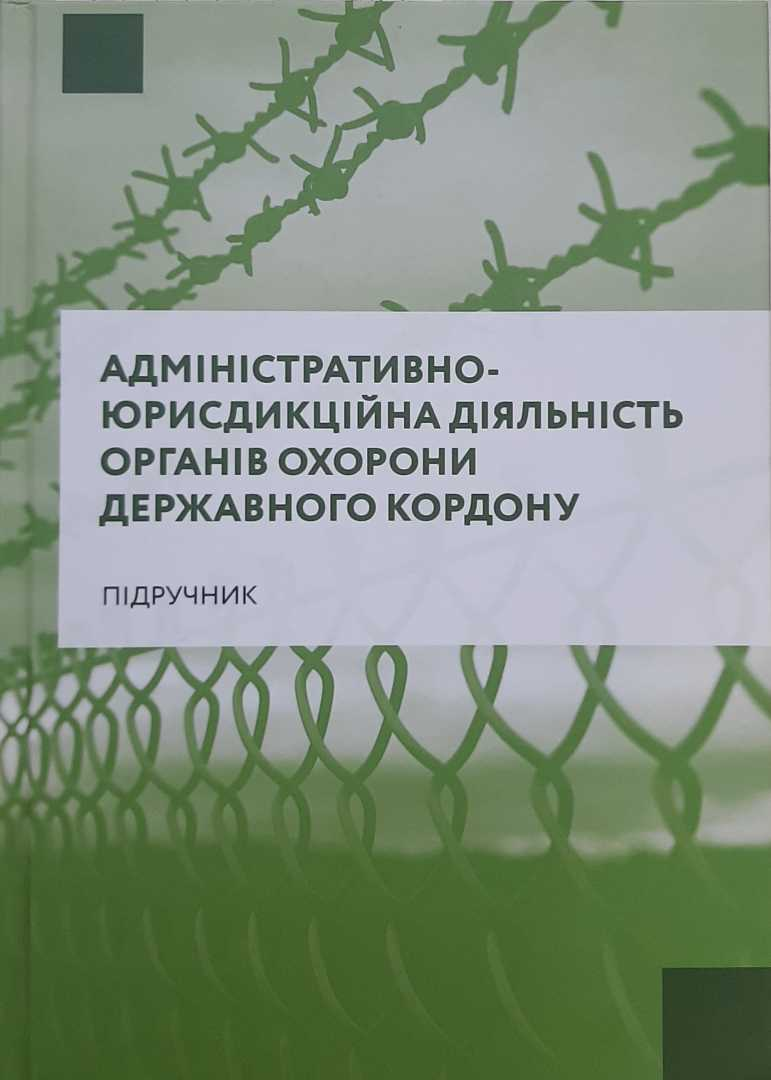 АДМІНІСТРАТИВНО-
ЮРИСДИКЦІЙНА ДІЯЛЬНІСТЬ
ОРГАНІВ ОХОРОНИ
ДЕРЖАВНОГО КОРДОНУ
ПІДРУЧНИК